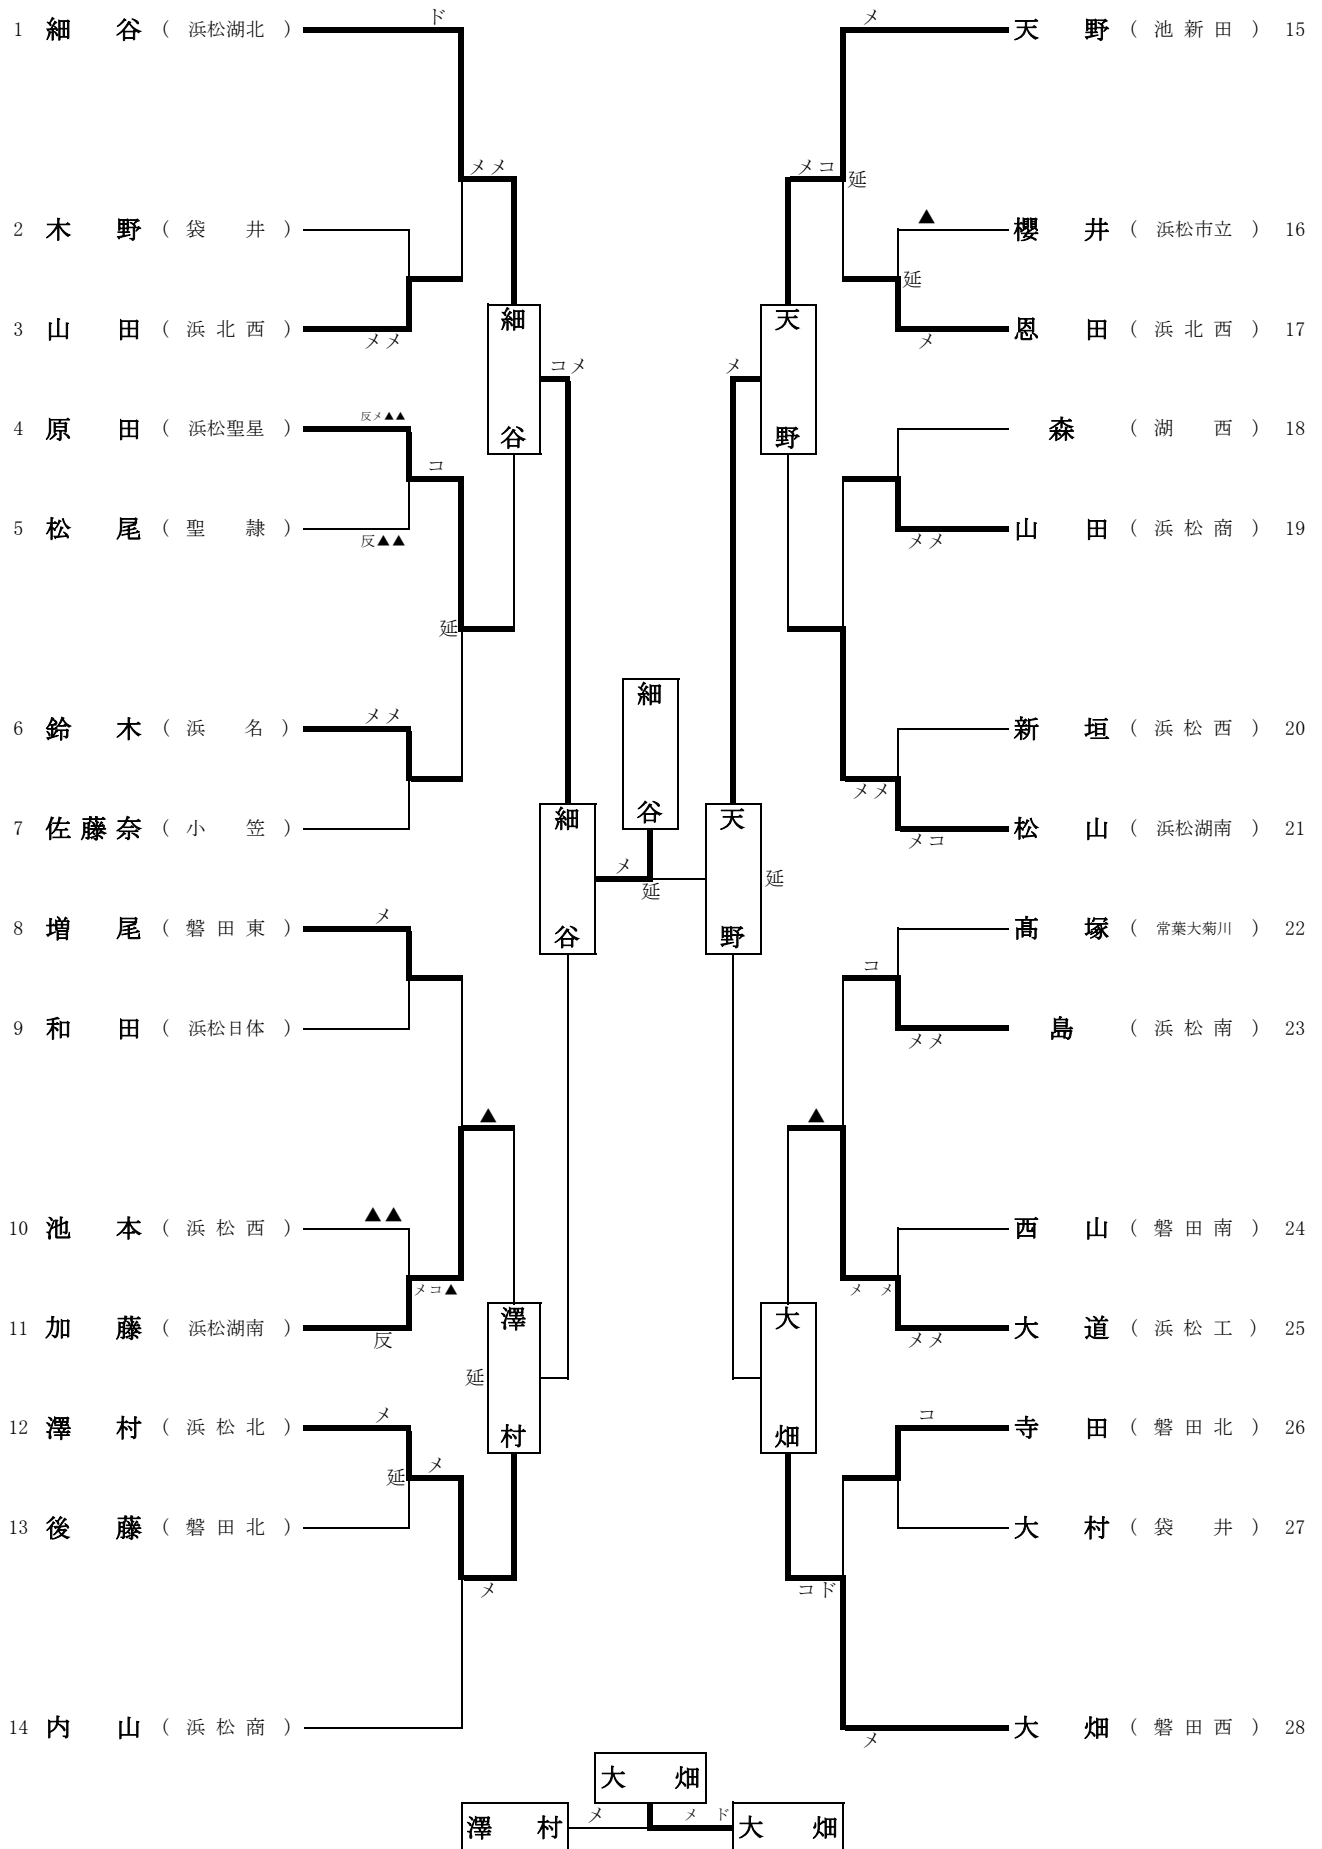 ド
1 細 谷 ( 浜松湖北 )
メメ
2 木 野 ( 袋 井 )
3 山 田 ( 浜 北 西 )
メメ
細谷
コメ
反メ▲▲
4 原 田 ( 浜松聖星 )
コ
5 松 尾 ( 聖 隷 )
反▲▲
延
メメ
6 鈴 木 ( 浜 名 )
7 佐 藤 奈 ( 小 笠 )
細谷
メ
8 増 尾 ( 磐 田 東 )
9 和 田 ( 浜松日体 )
▲
▲▲
10 池 本 ( 浜 松 西 )
メコ▲
11 加 藤 ( 浜松湖南 )
反
澤村
延
メ
12 澤 村 ( 浜 松 北 )
延
メ
13 後 藤 ( 磐 田 北 )
メ
14 内 山 ( 浜 松 商 )
細谷
メ
延
メ
天 野 ( 池 新 田 ) 15
メコ
延
▲
櫻 井 ( 浜松市立 ) 16
延
恩 田 ( 浜 北 西 ) 17
メ
天野
メ
森 ( 湖 西 ) 18
山 田 ( 浜 松 商 ) 19
メメ
新 垣 ( 浜 松 西 ) 20
メメ
松 山 ( 浜松湖南 ) 21
メコ
天野
延
髙 塚 ( 常葉大菊川 ) 22
コ
島 ( 浜 松 南 ) 23
メメ
▲
西 山 ( 磐 田 南 ) 24
メ メ
大 道 ( 浜 松 工 ) 25
メメ
大畑
コ
寺 田 ( 磐 田 北 ) 26
大 村 ( 袋 井 ) 27
コド
大 畑 ( 磐 田 西 ) 28
メ
大 畑
澤 村 メ メ ド 大 畑